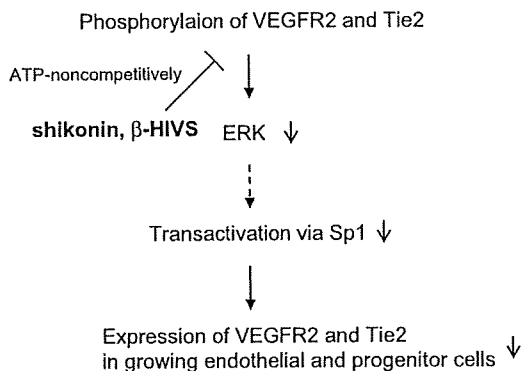 Phosphorylaion of VEGFR2 and Tie2
ATP-noncompetitively
shikonin, β-HIVS ERK ↓
Transactivation via Sp1 ↓
Expression of VEGFR2 and Tie2
in growing endothelial and progenitor cells ↓